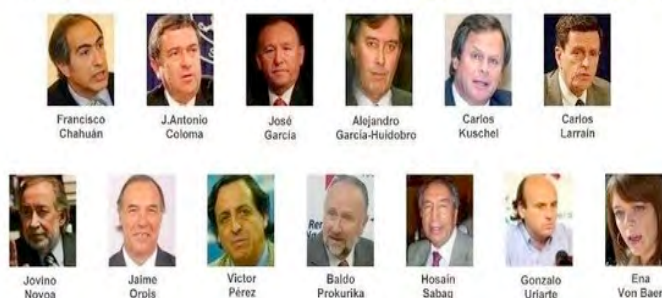 Francisco
Chahuán
J.Antonio
Coloma
José
García
Alejandro
García-Huidobro
Carlos
Kuschel
Carlos
Larraín
Jovino
Novoa
Jaime
Orpis
Victor
Pérez
Baldo
Prokurika
Hosain
Sabag
Gonzalo
Uriarte
Ena
Von Baer